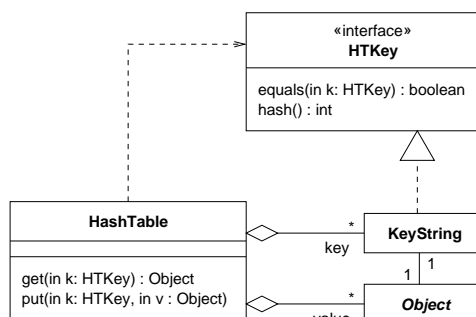 «interface»
HTKey
equals(in k: HTKey) : boolean
hash() : int
HashTable
*
key
KeyString
get(in k: HTKey) : Object
put(in k: HTKey, in v : Object)
1
1
*
value
Object